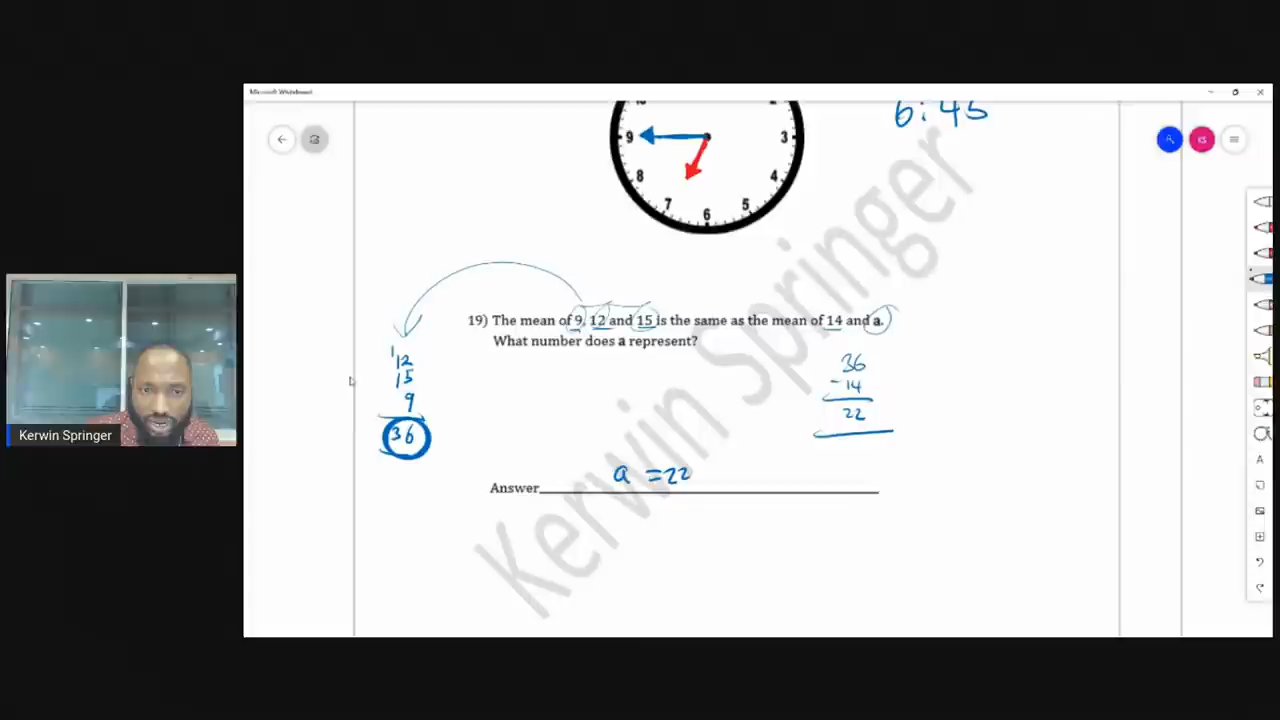 Microsoft Whiteboard
6:45
9
3
8
4
7
5
6
KS
19) The mean of 9, 12 and 15 is the same as the mean of 14 and a.
What number does a represent?
1
12
15
9
36
36
-14
22
a = 22
Answer
Kerwin Springer
Kerwin Springer
A